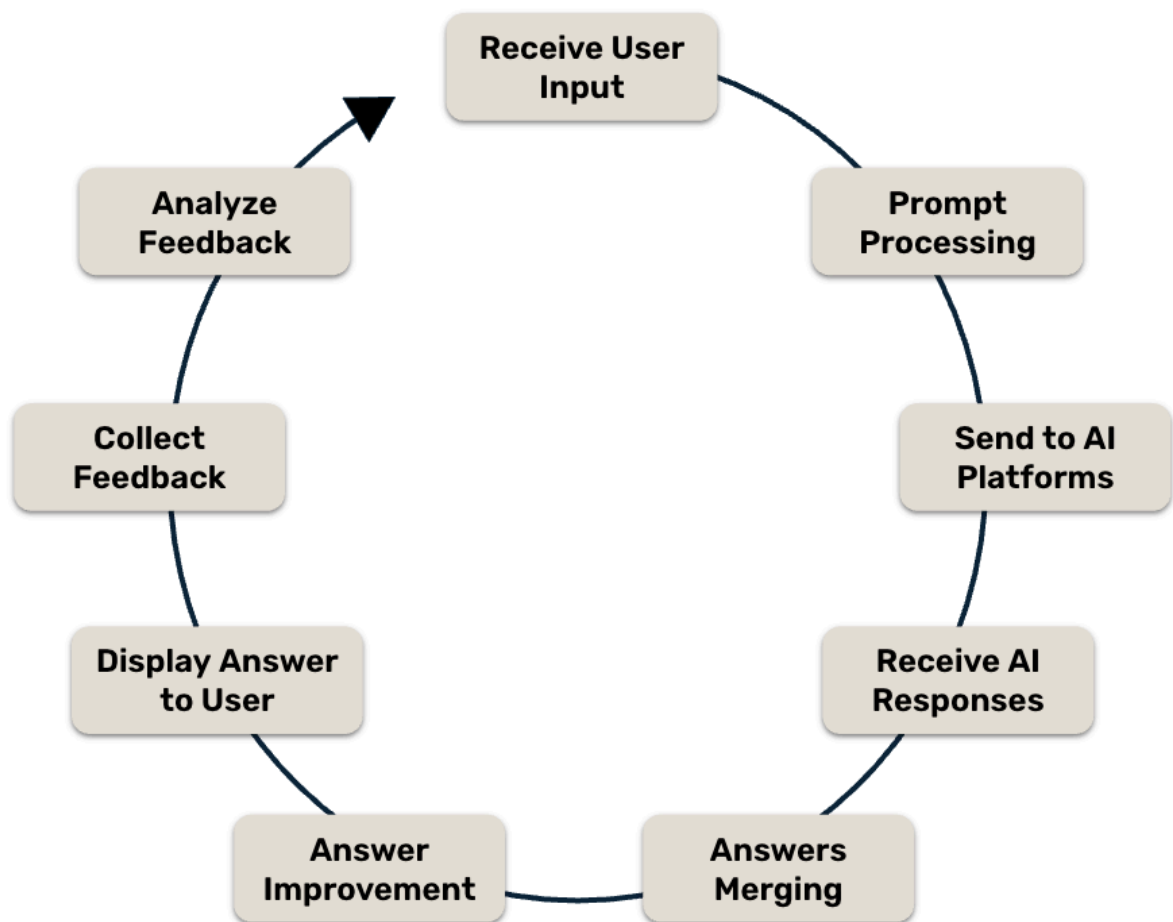 Receive User
Input
Prompt
Processing
Send to AI
Platforms
Receive AI
Responses
Answers
Merging
Answer
Improvement
Display Answer
to User
Collect
Feedback
Analyze
Feedback